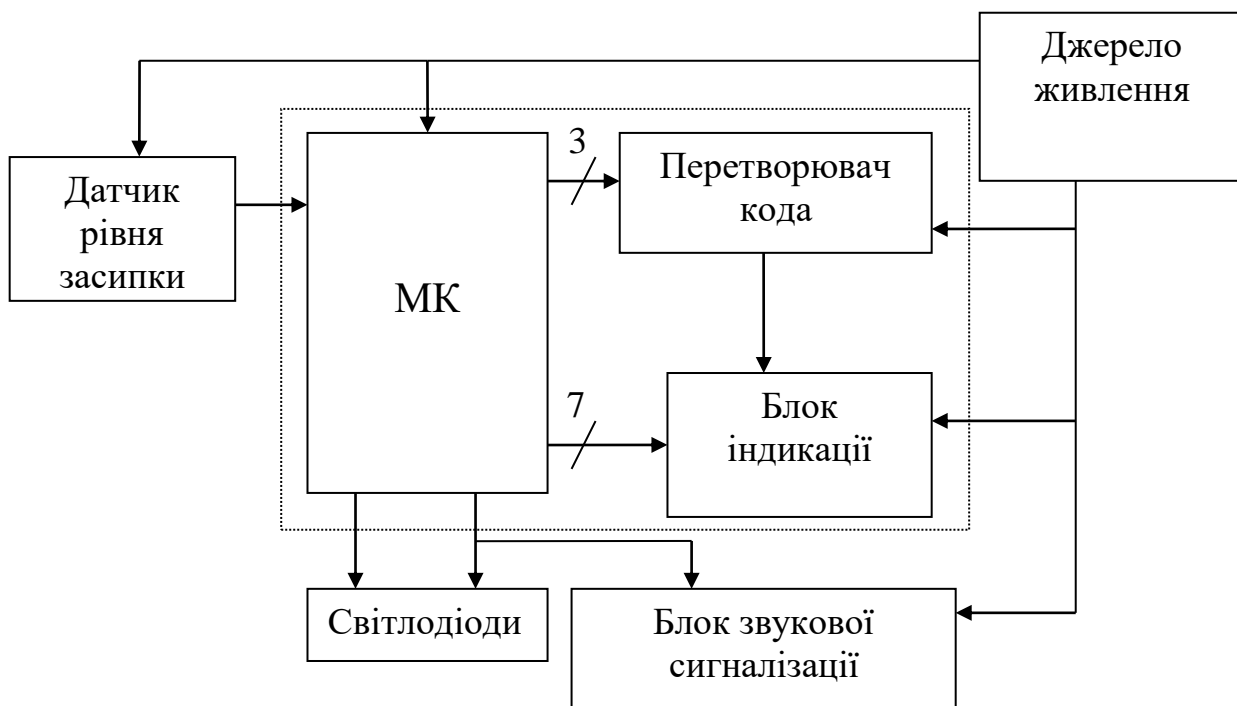 Джерело
живлення
3
Перетворювач
кода
Датчик
рівня
засипки
МК
7
Блок
індикації
Світлодіоди
Блок звукової
сигналізації